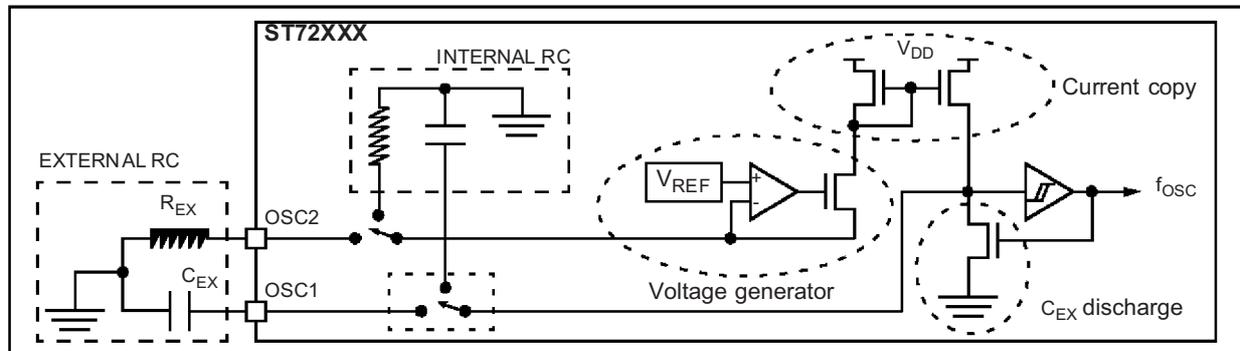 ST72XXX
INTERNAL RC
VDD
Current copy
EXTERNAL RC
VREF
+
-
fOSC
REX
OSC2
CEX
OSC1
Voltage generator
CEX discharge